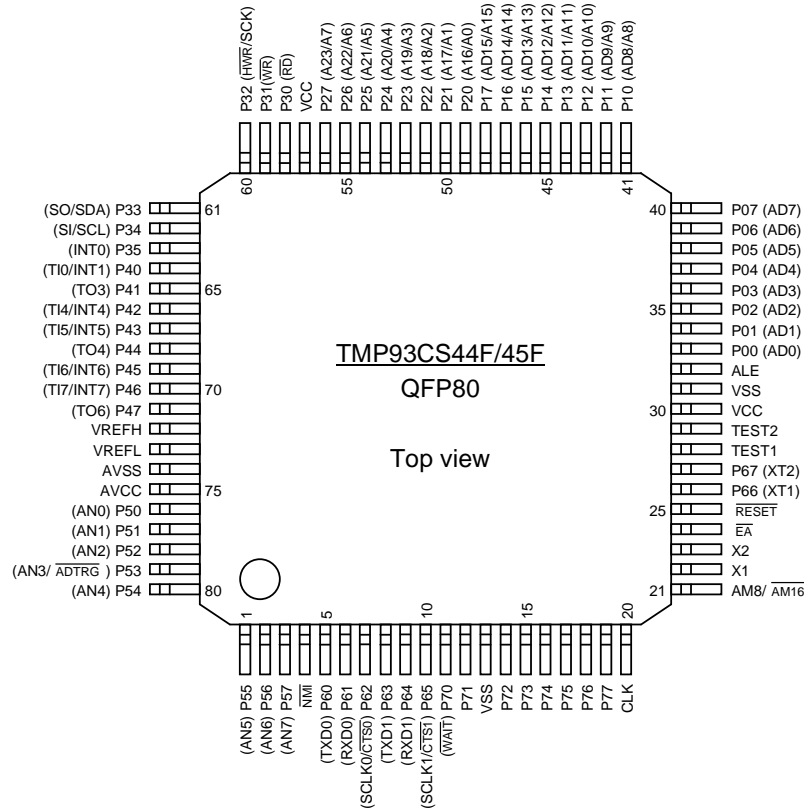 P32 (HWR/SCK)
P31(WR)
P30 (RD)
VCC
P27 (A23/A7)
P26 (A22/A6)
P25 (A21/A5)
P24 (A20/A4)
P23 (A19/A3)
P22 (A18/A2)
P21 (A17/A1)
P20 (A16/A0)
P17 (AD15/A15)
P16 (AD14/A14)
P15 (AD13/A13)
P14 (AD12/A12)
P13 (AD11/A11)
P12 (AD10/A10)
P11 (AD9/A9)
P10 (AD8/A8)
60
55
50
45
41
(SO/SDA) P33
(SI/SCL) P34
(INT0) P35
(TI0/INT1) P40
(TO3) P41
(TI4/INT4) P42
(TI5/INT5) P43
(TO4) P44
(TI6/INT6) P45
(TI7/INT7) P46
(TO6) P47
VREFH
VREFL
AVSS
AVCC
(AN0) P50
(AN1) P51
(AN2) P52
(AN3/ ADTRG ) P53
(AN4) P54
61
65
70
75
80
TMP93CS44F/45F
QFP80
Top view
40
35
30
25
21
P07 (AD7)
P06 (AD6)
P05 (AD5)
P04 (AD4)
P03 (AD3)
P02 (AD2)
P01 (AD1)
P00 (AD0)
ALE
VSS
VCC
TEST2
TEST1
P67 (XT2)
P66 (XT1)
RESET
EA
X2
X1
AM8/ AM16
1
5
10
15
20
(AN5) P55
(AN6) P56
(AN7) P57
NMI
(TXD0) P60
(RXD0) P61
(SCLK0/CTS0) P62
(TXD1) P63
(RXD1) P64
(SCLK1/CTS1) P65
(WAIT) P70
P71
VSS
P72
P73
P74
P75
P76
P77
CLK